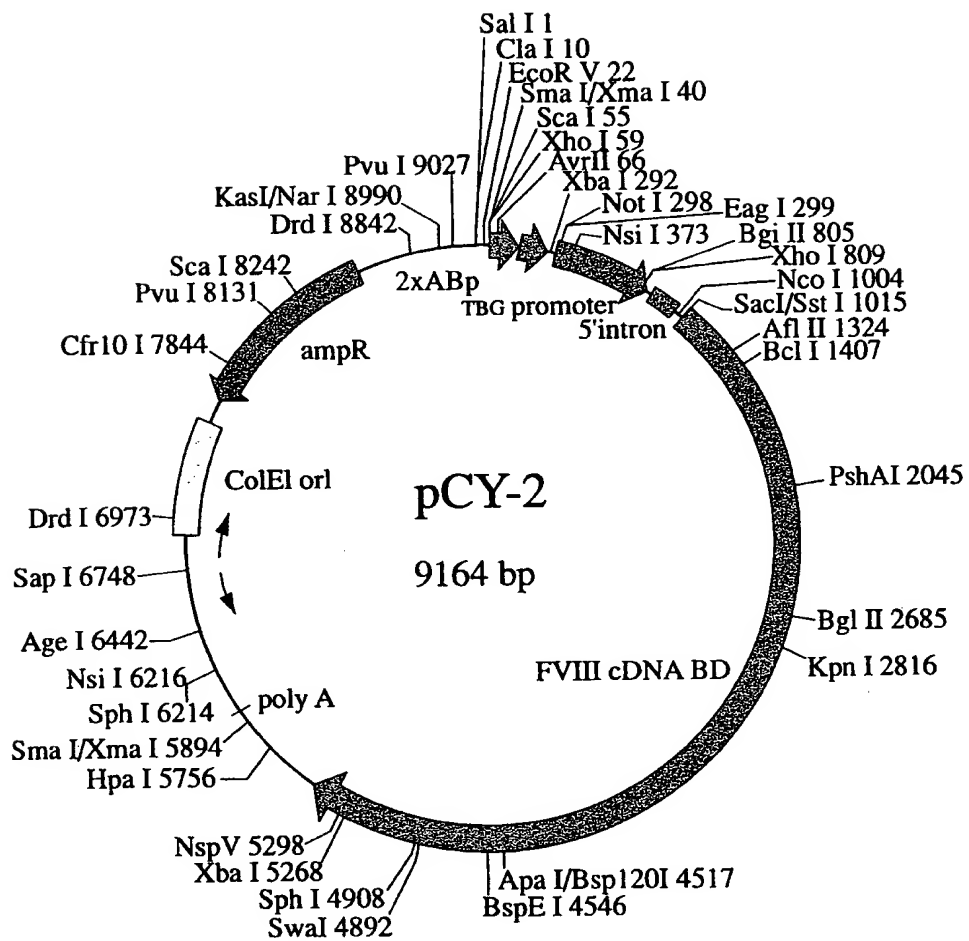 Sal I 1
Cla I 10
EcoR V 22
Sma I/Xma I 40
Sca I 55
Xho I 59
AvrII 66
Xba I 292
Not I 298
Eag I 299
Nsi I 373
Bgi II 805
Xho I 809
Nco I 1004
SacI/Sst I 1015
Afl II 1324
Bcl I 1407
PshAI 2045
Bgl II 2685
Kpn I 2816
Apa I/Bsp120I 4517
BspE I 4546
SwaI 4892
Sph I 4908
Xba I 5268
NspV 5298
Hpa I 5756
Sma I/Xma I 5894
Sph I 6214
Nsi I 6216
Age I 6442
Sap I 6748
Drd I 6973
Cfr10 I 7844
Pvu I 8131
Sca I 8242
Drd I 8842
KasI/Nar I 8990
Pvu I 9027
2xABp
TBG promoter
5'intron
FVIII cDNA BD
poly A
ColEl orl
ampR
pCY-2
9164 bp